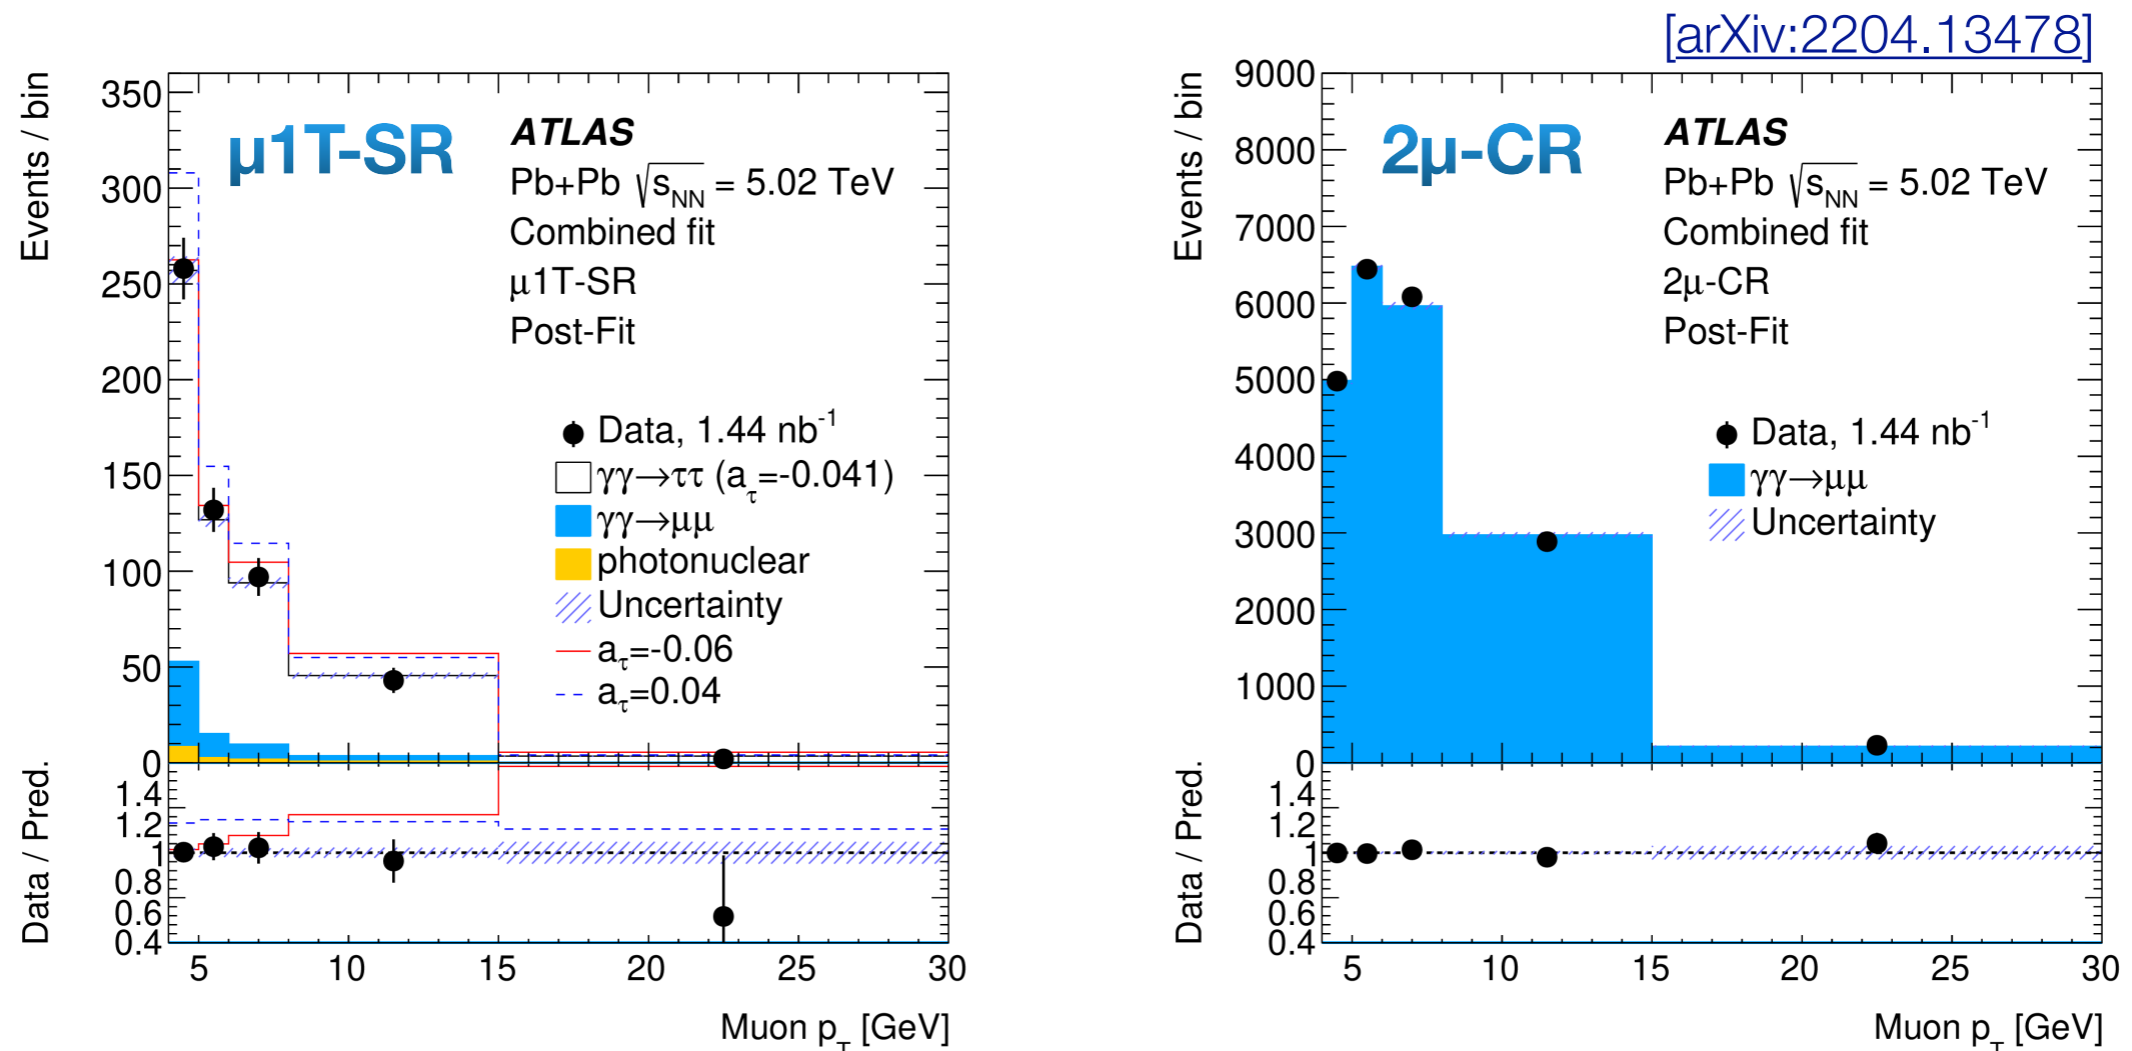 [arXiv:2204.13478]
Events / bin
350
300
250
200
150
100
50
0
µ1T-SR
ATLAS
Pb+Pb √sNN = 5.02 TeV
Combined fit
µ1T-SR
Post-Fit
Data, 1.44 nb-1
γγ→ττ (aτ=-0.041)
γγ→µµ
photonuclear
Uncertainty
aτ=-0.06
aτ=0.04
Data / Pred.
1.4
1.2
1
0.8
0.6
0.4
5 10 15 20 25 30
Muon pT [GeV]
Events / bin
9000
8000
7000
6000
5000
4000
3000
2000
1000
0
2µ-CR
ATLAS
Pb+Pb √sNN = 5.02 TeV
Combined fit
2µ-CR
Post-Fit
Data, 1.44 nb-1
γγ→µµ
Uncertainty
Data / Pred.
1.4
1.2
1
0.8
0.6
0.4
5 10 15 20 25 30
Muon pT [GeV]